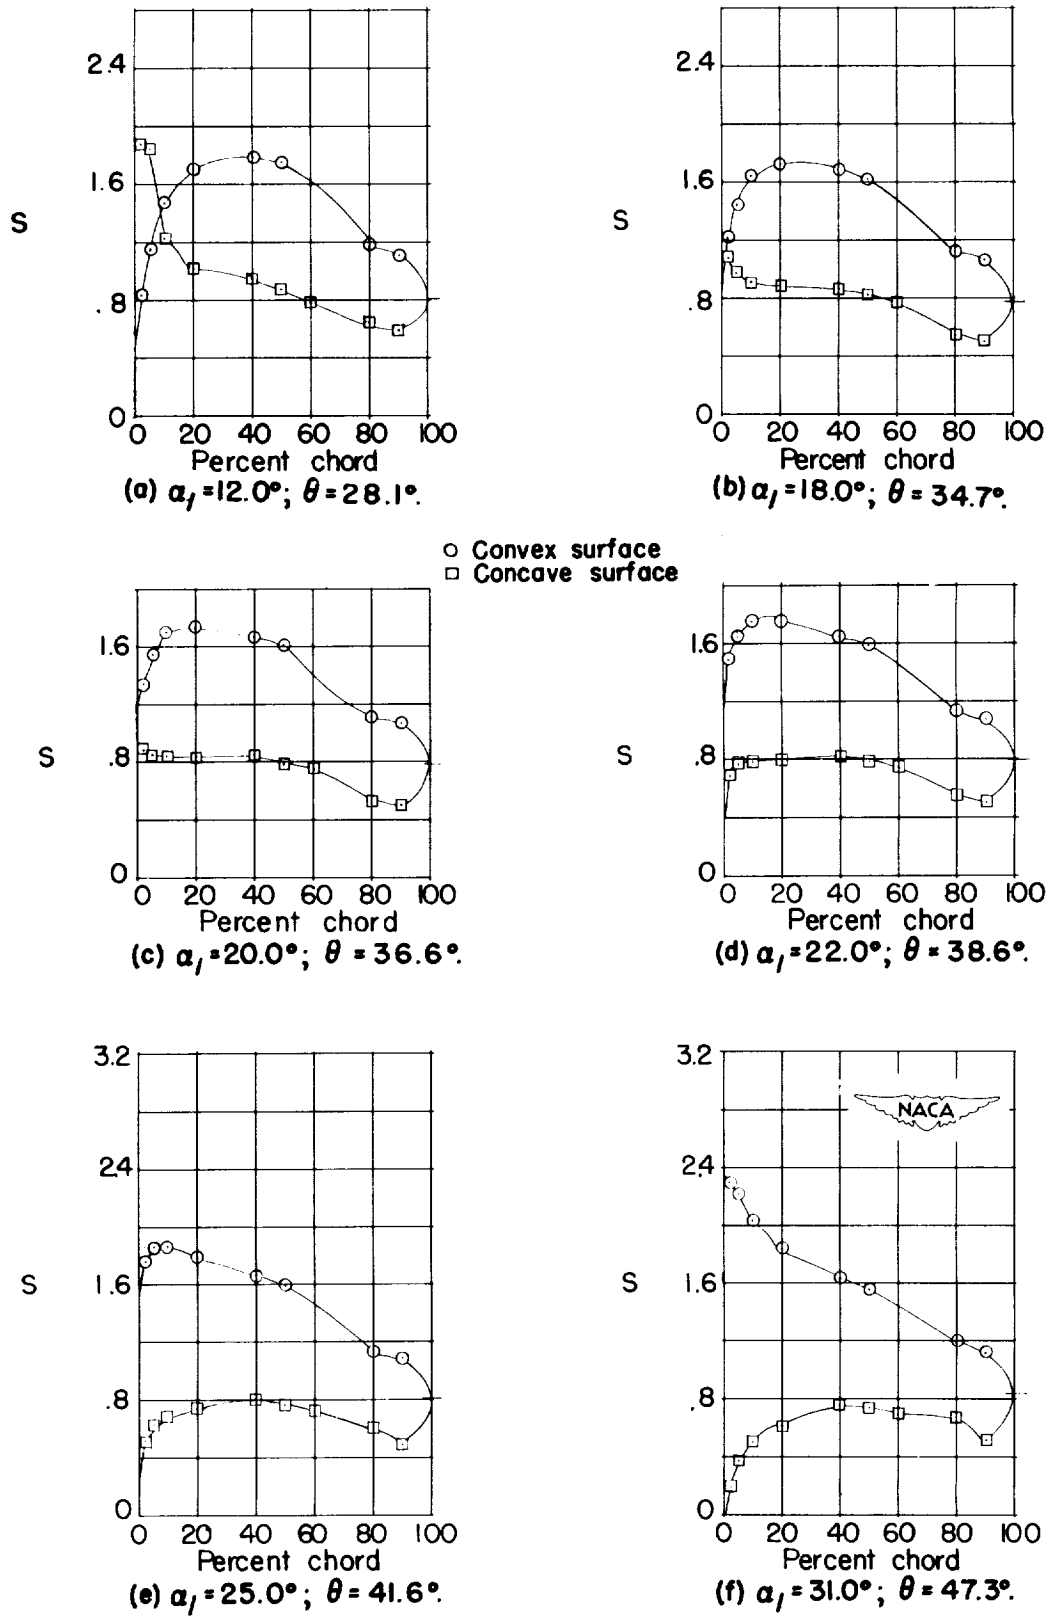 2.4
1.6
S
.8
0
0 20 40 60 80 100
Percent chord
(a) α₁ = 12.0°; θ = 28.1°.
2.4
1.6
S
.8
0
0 20 40 60 80 100
Percent chord
(b) α₁ = 18.0°; θ = 34.7°.
Convex surface
Concave surface
1.6
S
.8
0
0 20 40 60 80 100
Percent chord
(c) α₁ = 20.0°; θ = 36.6°.
1.6
S
.8
0
0 20 40 60 80 100
Percent chord
(d) α₁ = 22.0°; θ = 38.6°.
3.2
2.4
1.6
S
.8
0
0 20 40 60 80 100
Percent chord
(e) α₁ = 25.0°; θ = 41.6°.
3.2
NACA
2.4
1.6
S
.8
0
0 20 40 60 80 100
Percent chord
(f) α₁ = 31.0°; θ = 47.3°.